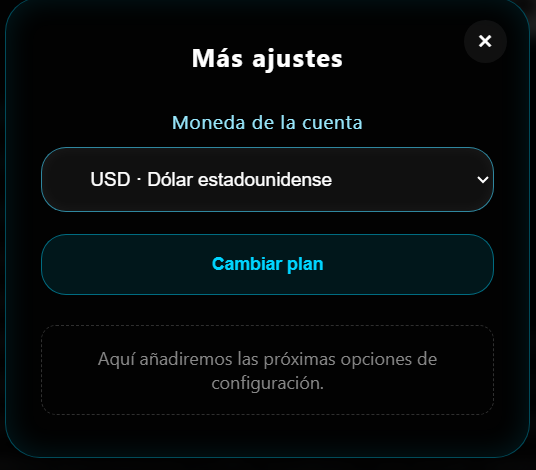 Más ajustes
×
Moneda de la cuenta
USD · Dólar estadounidense
Cambiar plan
Aquí añadiremos las próximas opciones de
configuración.